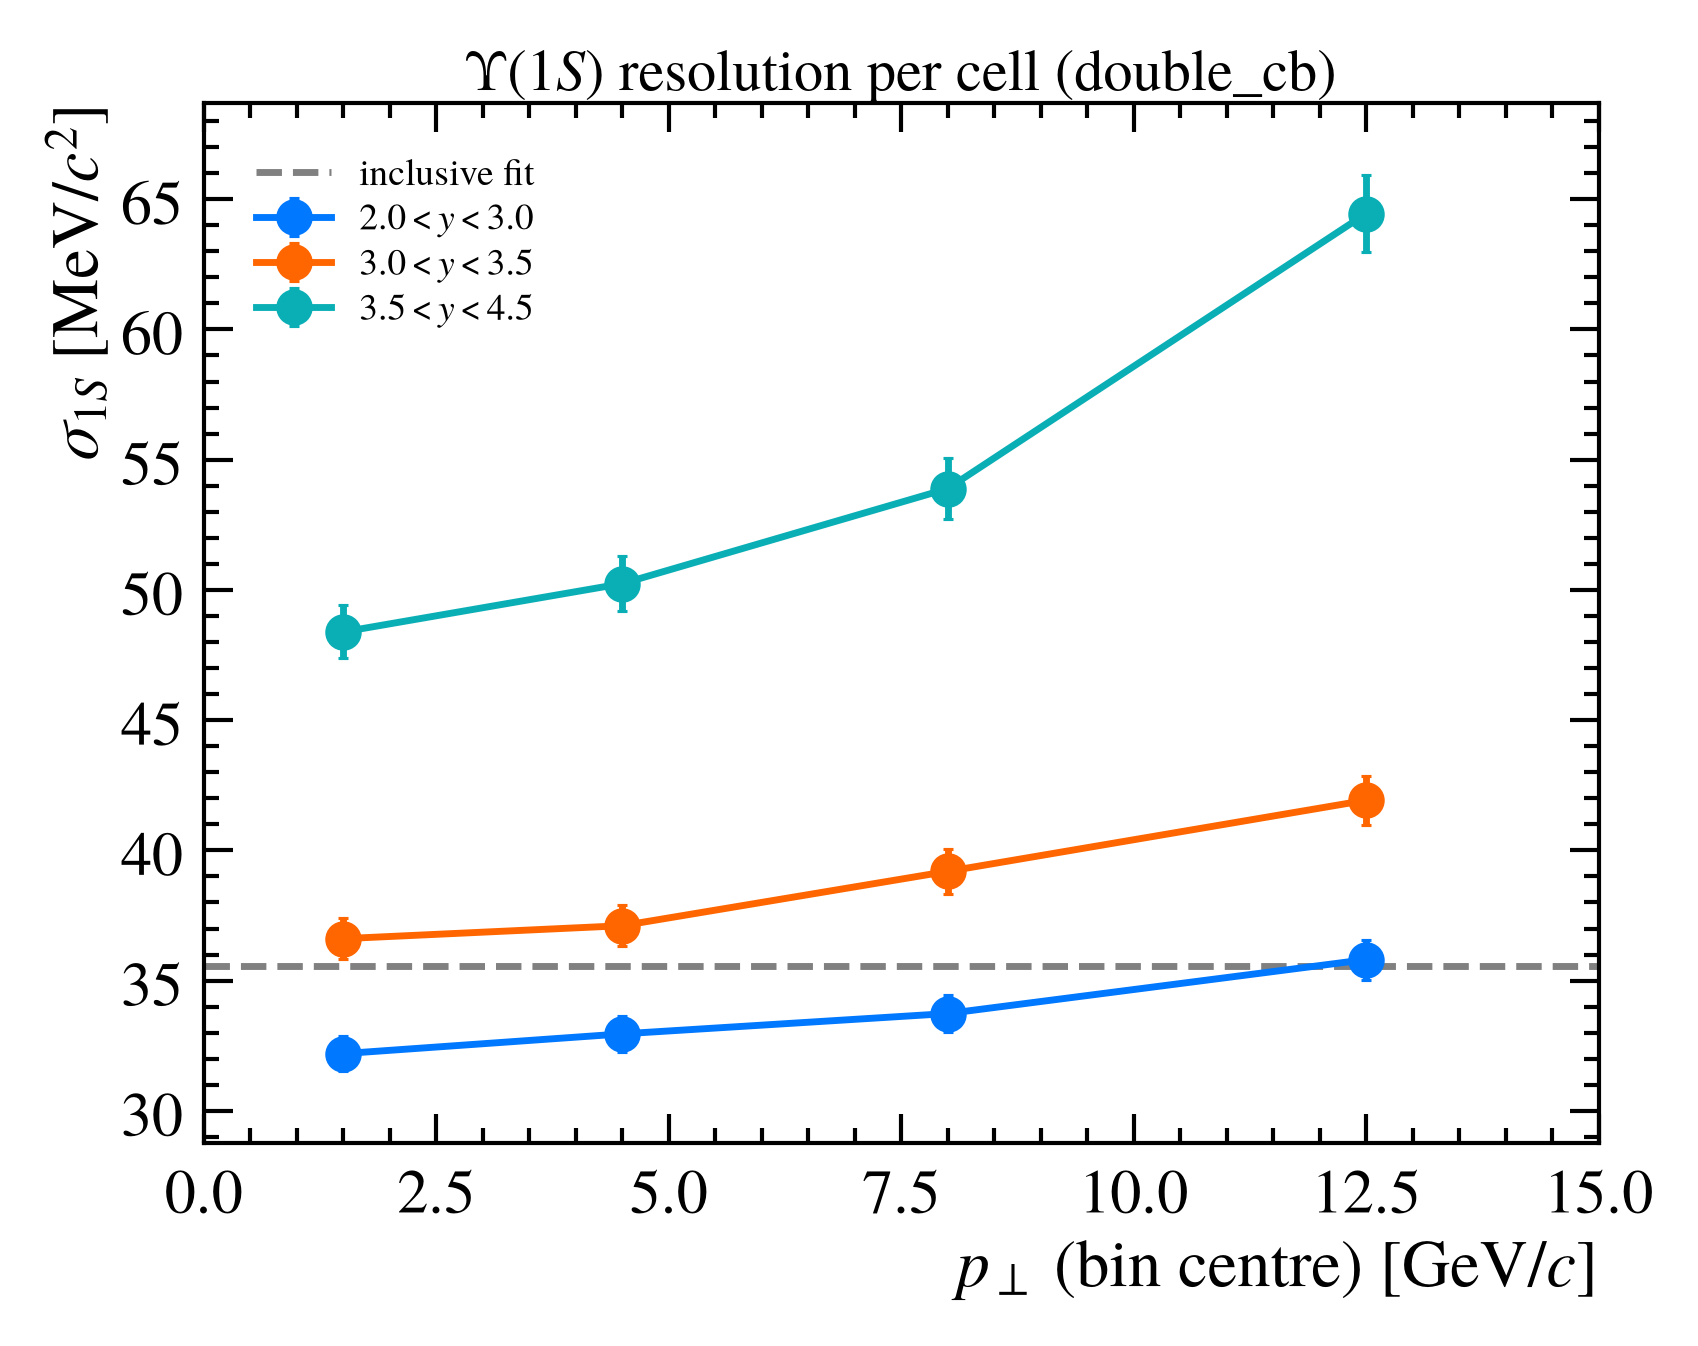 ϒ(1S) resolution per cell (double_cb)
σ1S [MeV/c²]
65
60
55
50
45
40
35
30
inclusive fit
2.0 < y < 3.0
3.0 < y < 3.5
3.5 < y < 4.5
0.0 2.5 5.0 7.5 10.0 12.5 15.0
p⊥ (bin centre) [GeV/c]